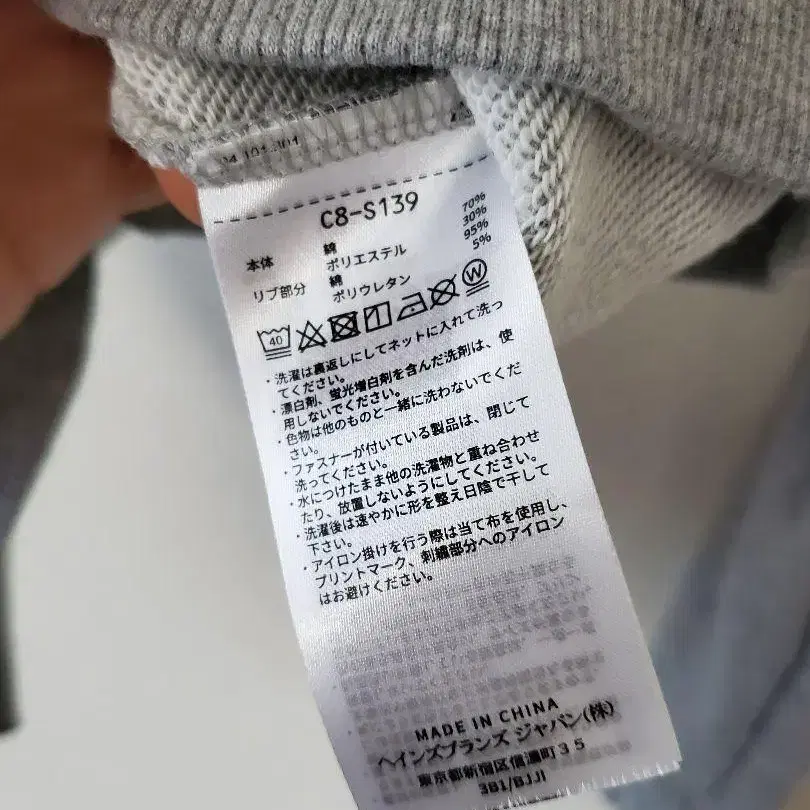 C8-S139
本体 綿 70%
ポリエステル 30%
リブ部分 綿 95%
ポリウレタン 5%
40 W
・洗濯は裏返しにしてネットに入れて洗っ
てください。
・漂白剤、蛍光増白剤を含んだ洗剤は、使
用しないでください。
・色物は他のものと一緒に洗わないでくだ
さい。
・ファスナーが付いている製品は、閉じて
洗ってください。
・水につけたまま他の洗濯物と重ね合わせ
たり、放置しないようにしてください。
・洗濯後は速やかに形を整え日陰で干して
下さい。
・アイロン掛けを行う際は当て布を使用し、
プリントマーク、刺繍部分へのアイロン
はお避けください。
MADE IN CHINA
ヘインズブランズ ジャパン(株)
東京都新宿区信濃町35
3B1/BJJI